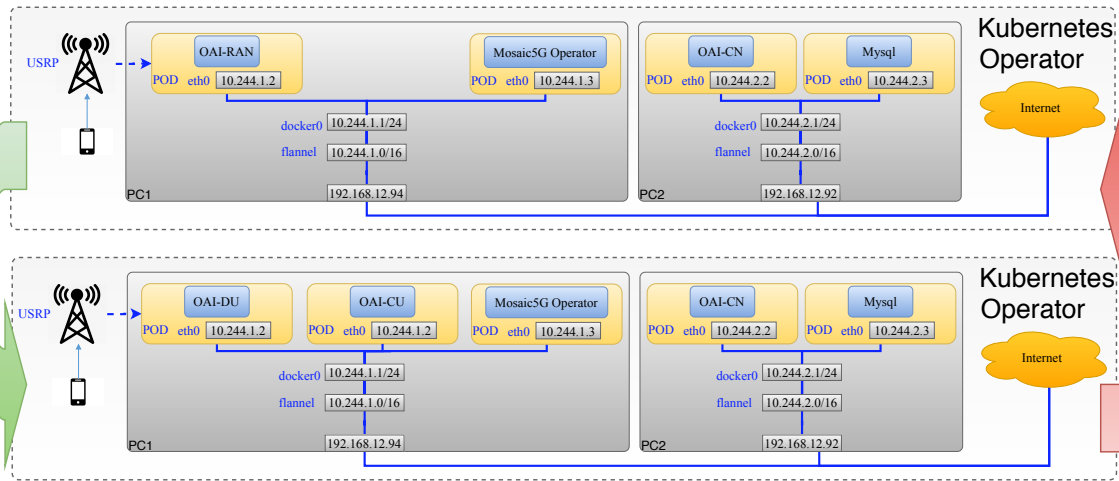 Kubernetes
Operator
USRP
OAI-RAN
POD eth0 10.244.1.2
Mosaic5G Operator
POD eth0 10.244.1.3
OAI-CN
POD eth0 10.244.2.2
Mysql
POD eth0 10.244.2.3
Internet
docker0 10.244.1.1/24
flannel 10.244.1.0/16
192.168.12.94
PC1
docker0 10.244.2.1/24
flannel 10.244.2.0/16
192.168.12.92
PC2
Kubernetes
Operator
USRP
OAI-DU
POD eth0 10.244.1.2
OAI-CU
POD eth0 10.244.1.2
Mosaic5G Operator
POD eth0 10.244.1.3
OAI-CN
POD eth0 10.244.2.2
Mysql
POD eth0 10.244.2.3
Internet
docker0 10.244.1.1/24
flannel 10.244.1.0/16
192.168.12.94
PC1
docker0 10.244.2.1/24
flannel 10.244.2.0/16
192.168.12.92
PC2